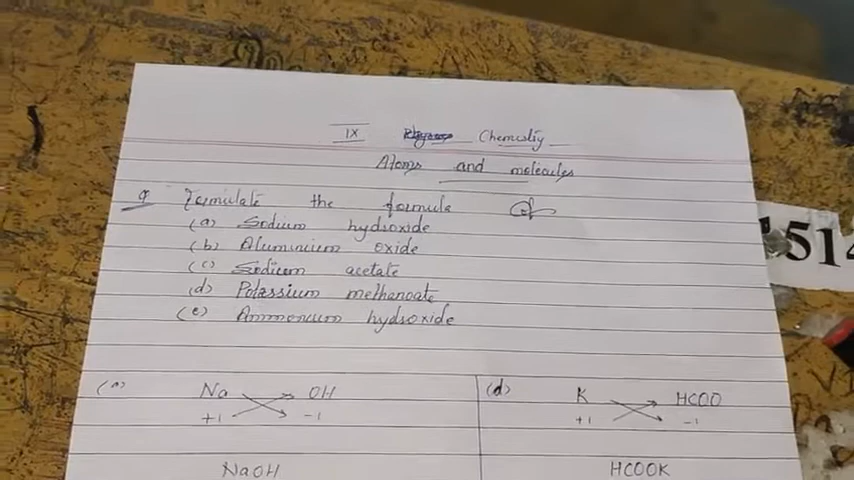 IX Chemistry
Atoms and molecules
Q Formulate the formula of
(a) Sodium hydroxide
(b) Aluminium oxide
(c) Sodium acetate
(d) Potassium methanoate
(e) Ammonium hydroxide
(a) Na OH
+1 -1
NaOH
(d) K HCOO
+1 -1
HCOOK
514